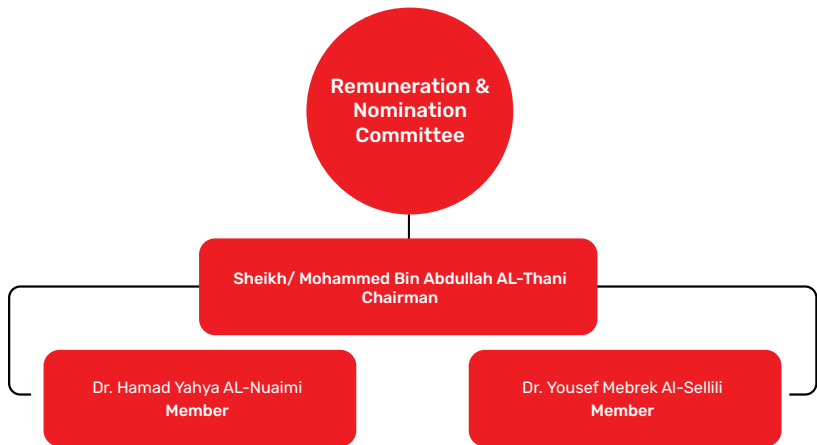 Remuneration &
Nomination
Committee
Sheikh/ Mohammed Bin Abdullah AL-Thani
Chairman
Dr. Hamad Yahya AL-Nuaimi
Member
Dr. Yousef Mebrek Al-Sellili
Member